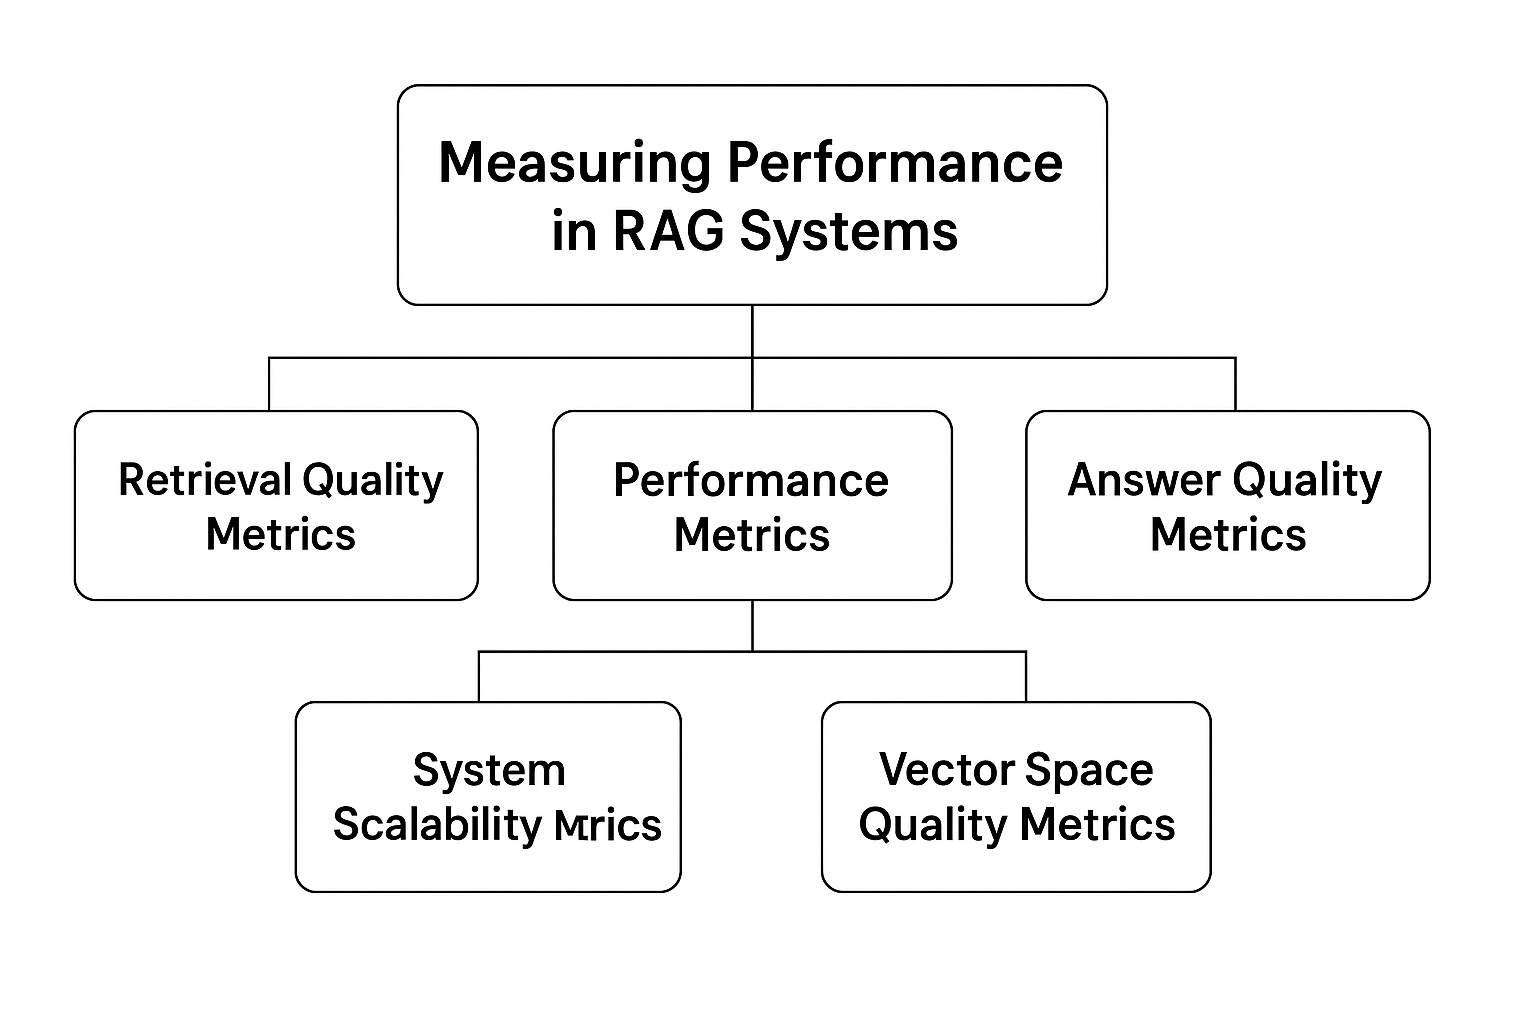 Measuring Performance
in RAG Systems
Retrieval Quality
Metrics
Performance
Metrics
Answer Quality
Metrics
System
Scalability Mtrics
Vector Space
Quality Metrics